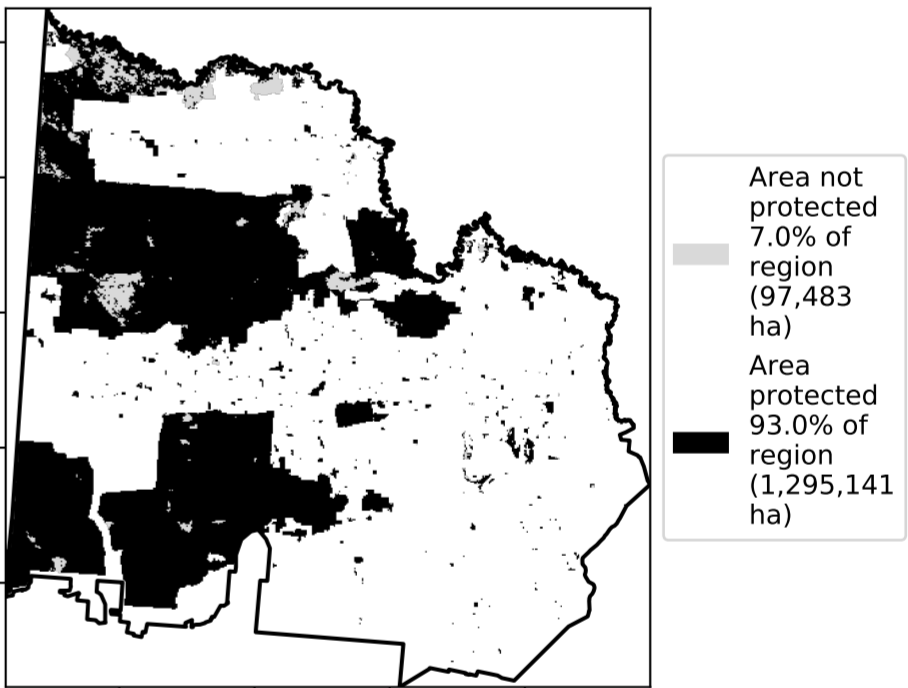 Area not
protected
7.0% of
region
(97,483
ha)
Area
protected
93.0% of
region
(1,295,141
ha)